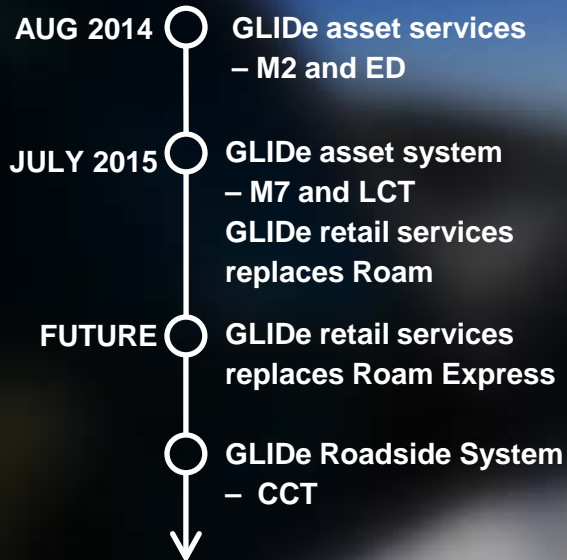 AUG 2014
GLIDe asset services
– M2 and ED
JULY 2015
GLIDe asset system
– M7 and LCT
GLIDe retail services
replaces Roam
FUTURE
GLIDe retail services
replaces Roam Express
GLIDe Roadside System
– CCT